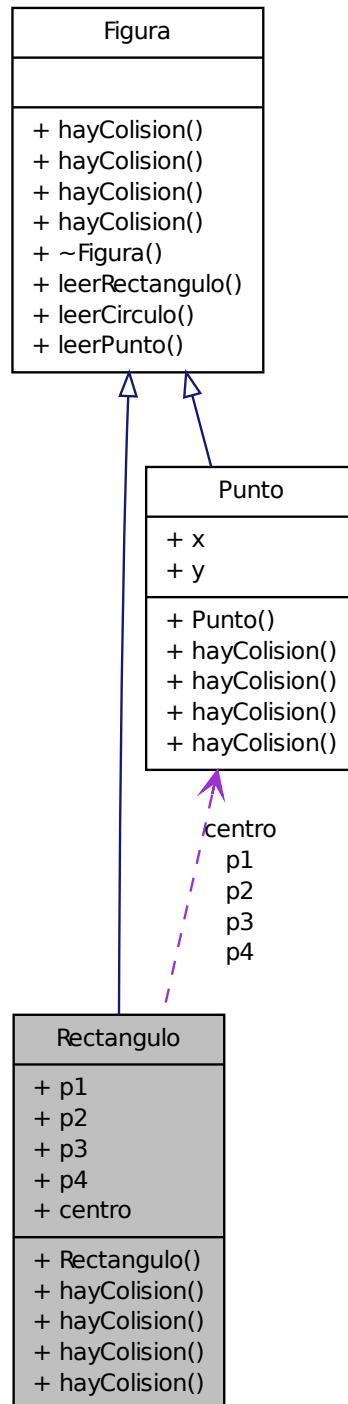 Figura
+ hayColision()
+ hayColision()
+ hayColision()
+ hayColision()
+ ~Figura()
+ leerRectangulo()
+ leerCirculo()
+ leerPunto()
Punto
+ x
+ y
+ Punto()
+ hayColision()
+ hayColision()
+ hayColision()
+ hayColision()
centro
p1
p2
p3
p4
Rectangulo
+ p1
+ p2
+ p3
+ p4
+ centro
+ Rectangulo()
+ hayColision()
+ hayColision()
+ hayColision()
+ hayColision()